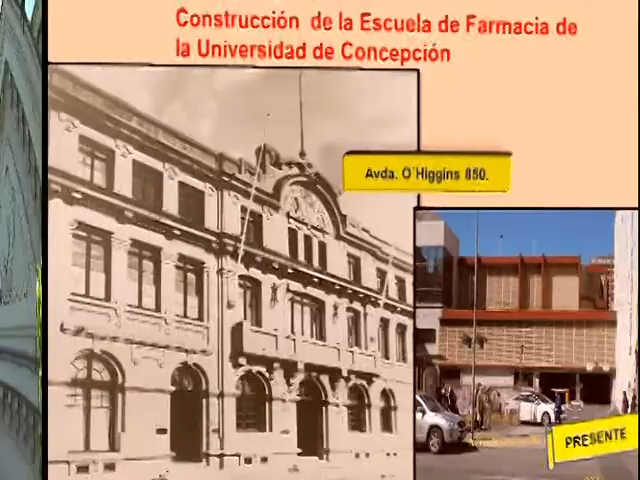 Construcción de la Escuela de Farmacia de
la Universidad de Concepción
Avda. O´Higgins 850.
PRESENTE